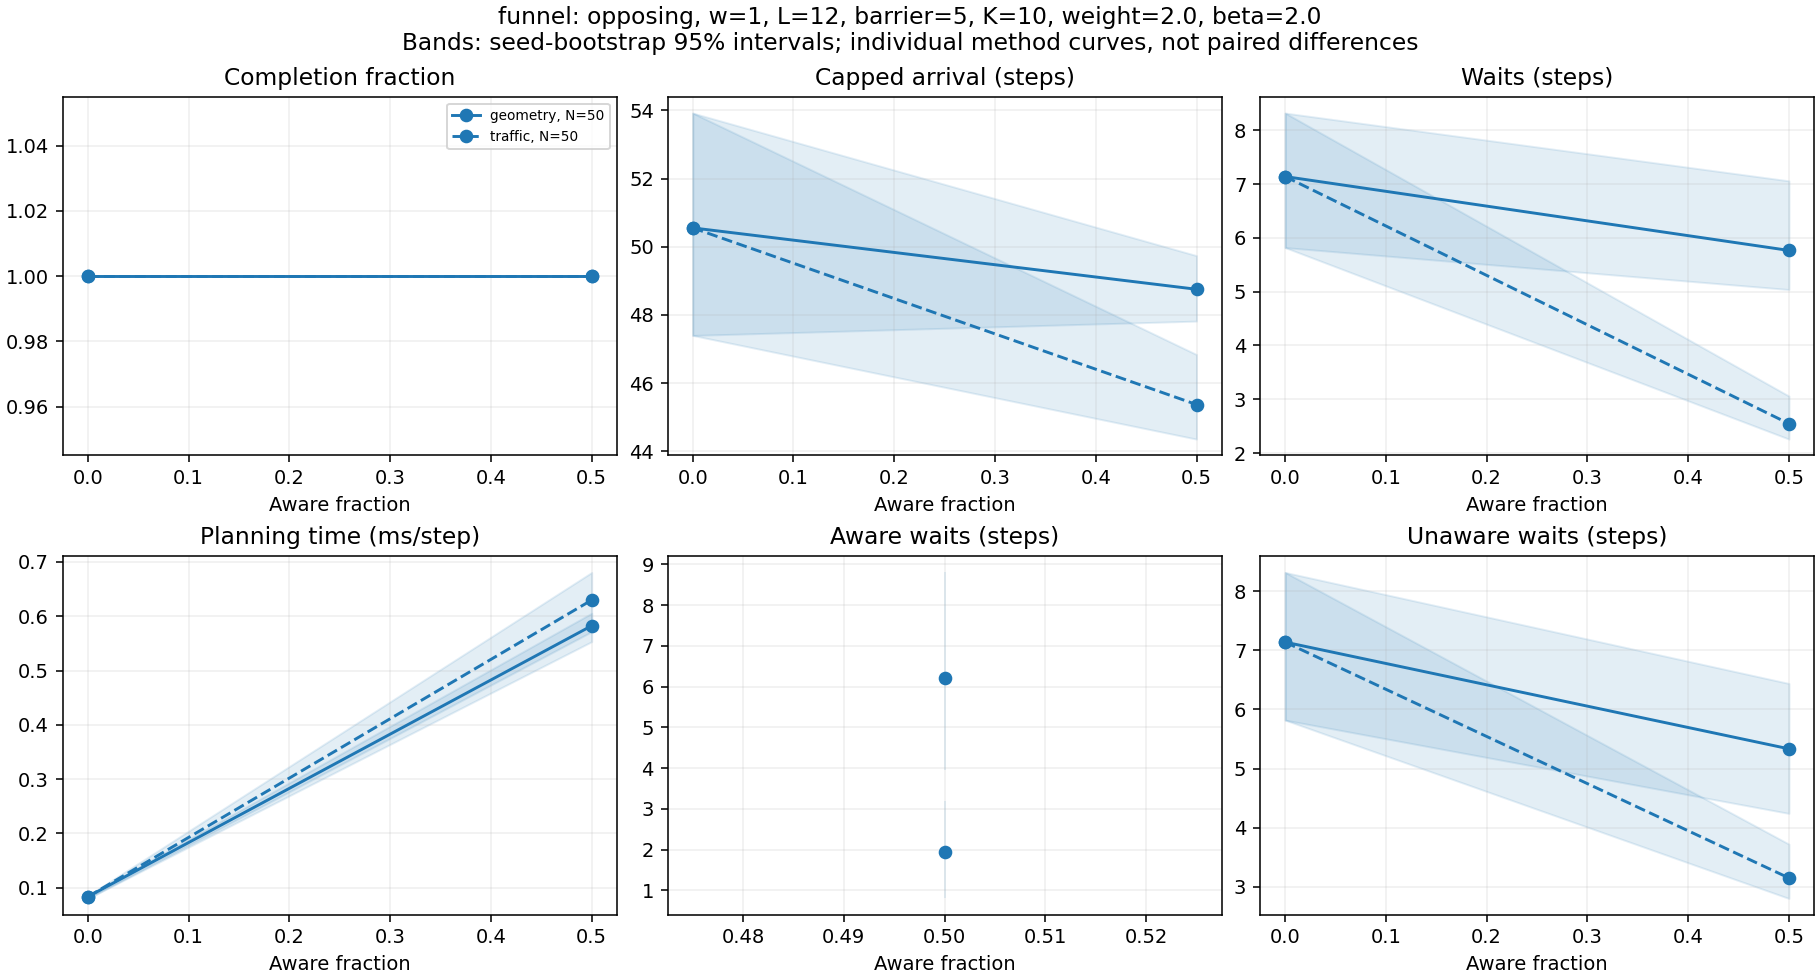 funnel: opposing, w=1, L=12, barrier=5, K=10, weight=2.0, beta=2.0
Bands: seed-bootstrap 95% intervals; individual method curves, not paired differences
Completion fraction
geometry, N=50
traffic, N=50
1.04
1.02
1.00
0.98
0.96
0.0 0.1 0.2 0.3 0.4 0.5
Aware fraction
Capped arrival (steps)
54
52
50
48
46
44
0.0 0.1 0.2 0.3 0.4 0.5
Aware fraction
Waits (steps)
8
7
6
5
4
3
2
0.0 0.1 0.2 0.3 0.4 0.5
Aware fraction
Planning time (ms/step)
0.7
0.6
0.5
0.4
0.3
0.2
0.1
0.0 0.1 0.2 0.3 0.4 0.5
Aware fraction
Aware waits (steps)
9
8
7
6
5
4
3
2
1
0.48 0.49 0.50 0.51 0.52
Aware fraction
Unaware waits (steps)
8
7
6
5
4
3
0.0 0.1 0.2 0.3 0.4 0.5
Aware fraction